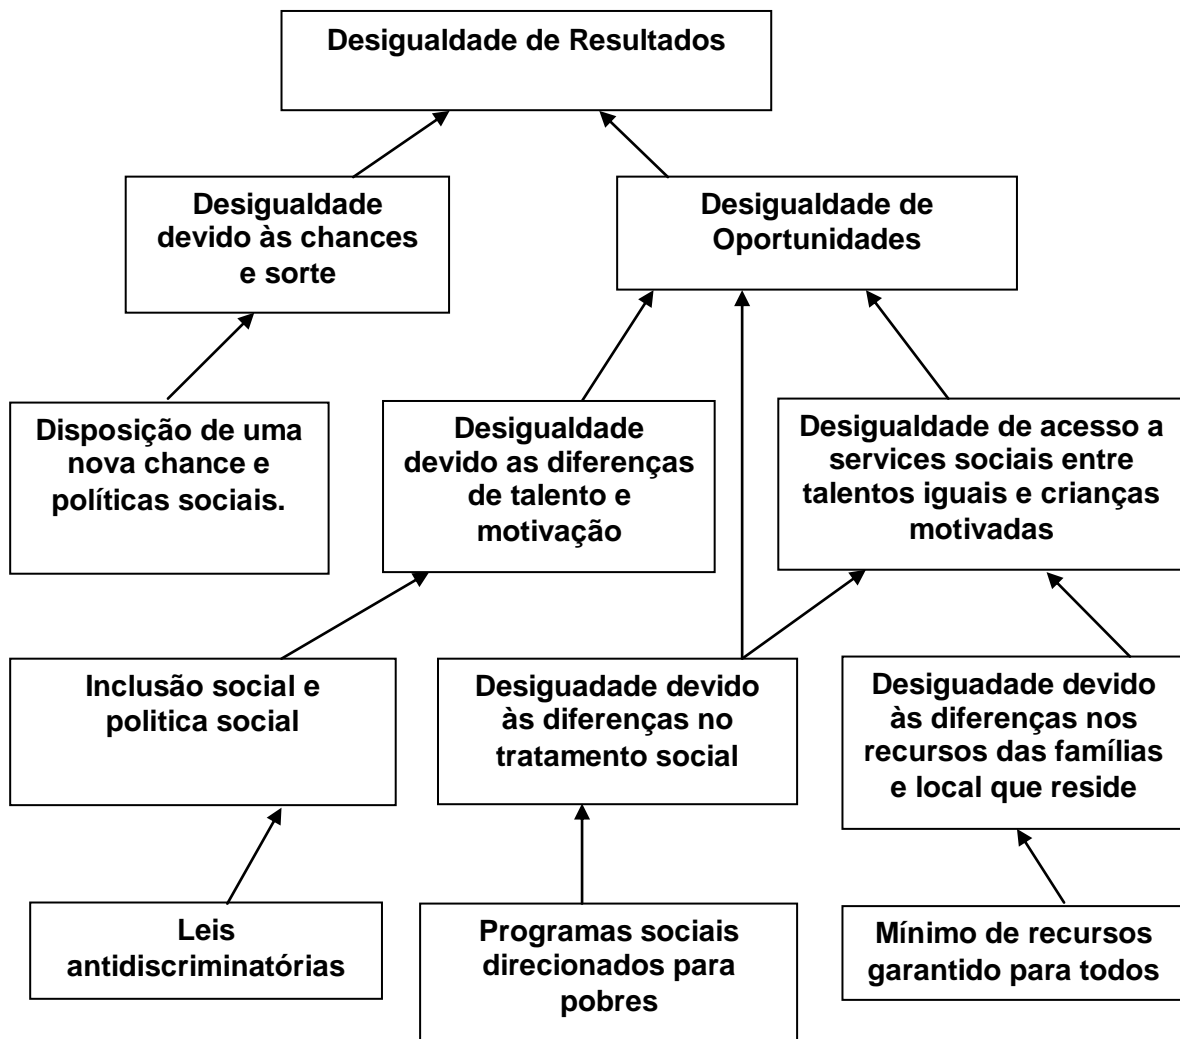 Desigualdade de Resultados
Desigualdade
devido às chances
e sorte
Desigualdade de
Oportunidades
Disposição de uma
nova chance e
políticas sociais.
Desigualdade
devido as diferenças
de talento e
motivação
Desigualdade de acesso a
services sociais entre
talentos iguais e crianças
motivadas
Inclusão social e
politica social
Desiguadade devido
às diferenças no
tratamento social
Desiguadade devido
às diferenças nos
recursos das famílias
e local que reside
Leis
antidiscriminatórias
Programas sociais
direcionados para
pobres
Mínimo de recursos
garantido para todos